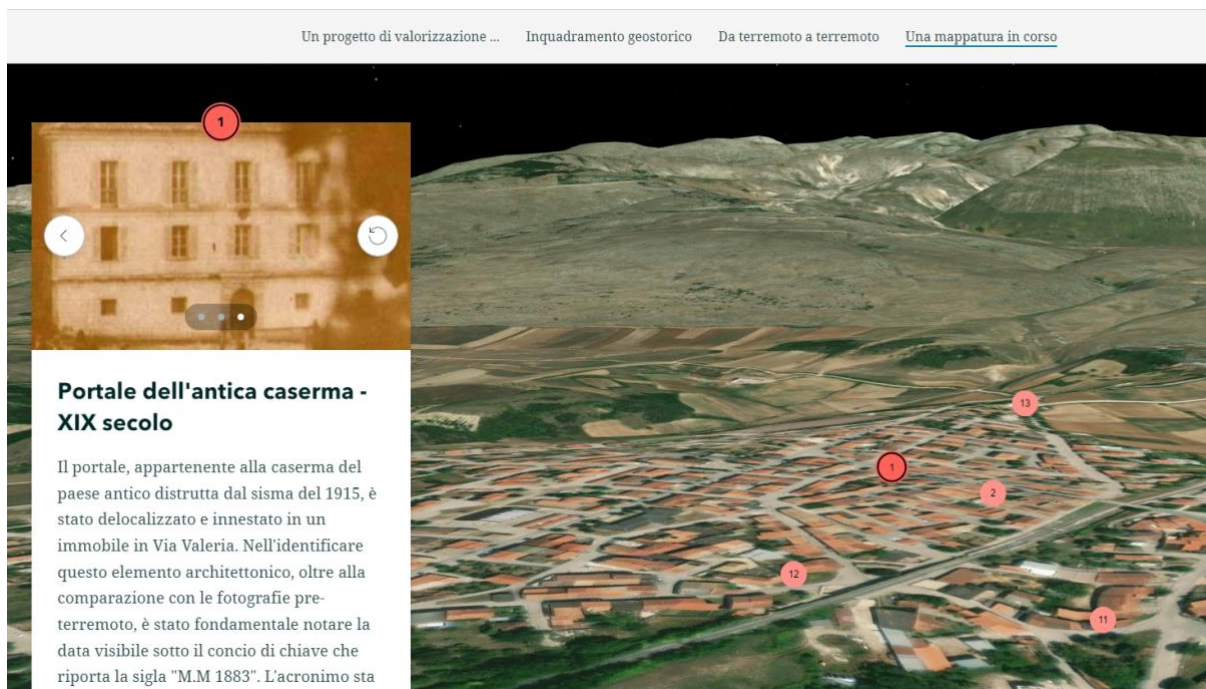 Un progetto di valorizzazione ... Inquadramento geostorico Da terremoto a terremoto Una mappatura in corso
1
Portale dell'antica caserma -
XIX secolo
Il portale, appartenente alla caserma del
paese antico distrutta dal sisma del 1915, è
stato delocalizzato e innestato in un
immobile in Via Valeria. Nell'identificare
questo elemento architettonico, oltre alla
comparazione con le fotografie pre-
terremoto, è stato fondamentale notare la
data visibile sotto il concio di chiave che
riporta la sigla "M.M 1883". L'acronimo sta
13
1
2
12
11